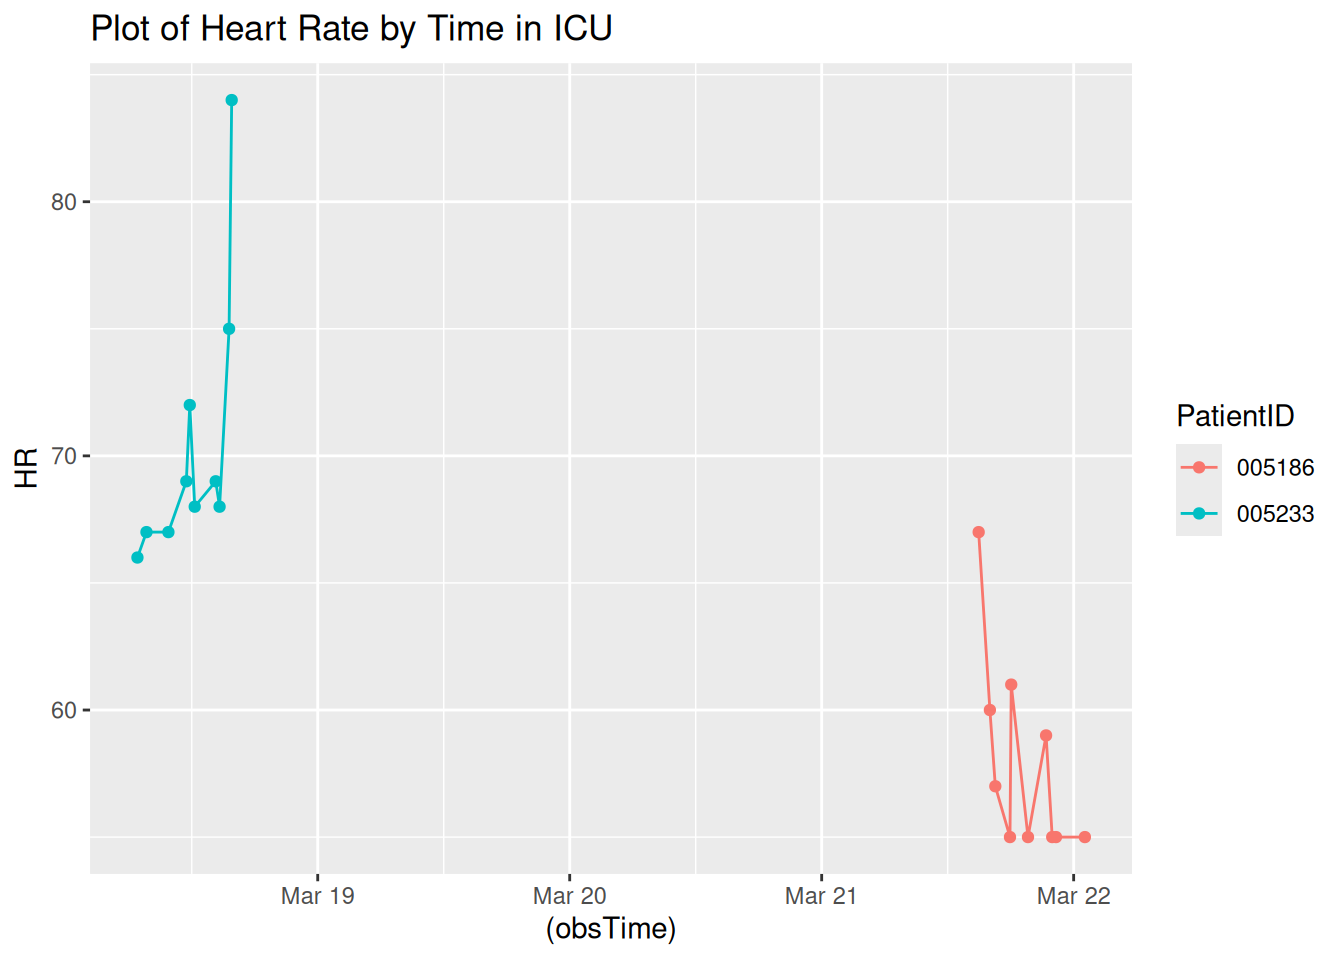 Plot of Heart Rate by Time in ICU
80
70
60
HR
Mar 19
Mar 20
Mar 21
Mar 22
(obsTime)
PatientID
005186
005233